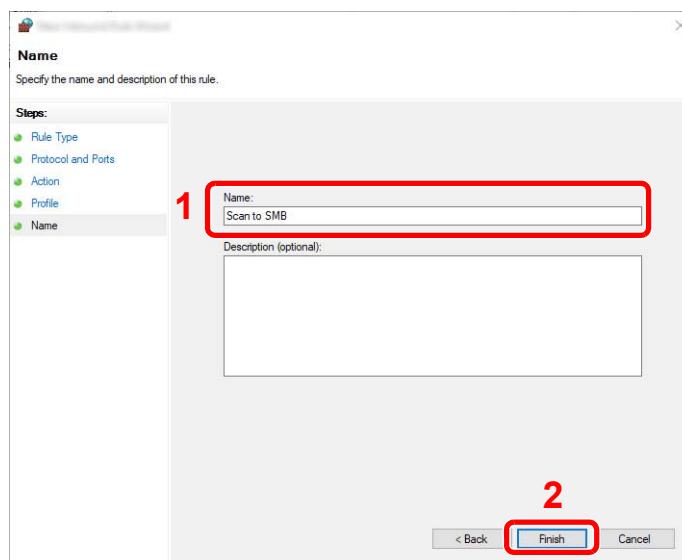 Name
Specify the name and description of this rule.
Steps:
Rule Type
Protocol and Ports
Action
Profile
Name
1
Name:
Scan to SMB
Description (optional):
2
< Back
Finish
Cancel